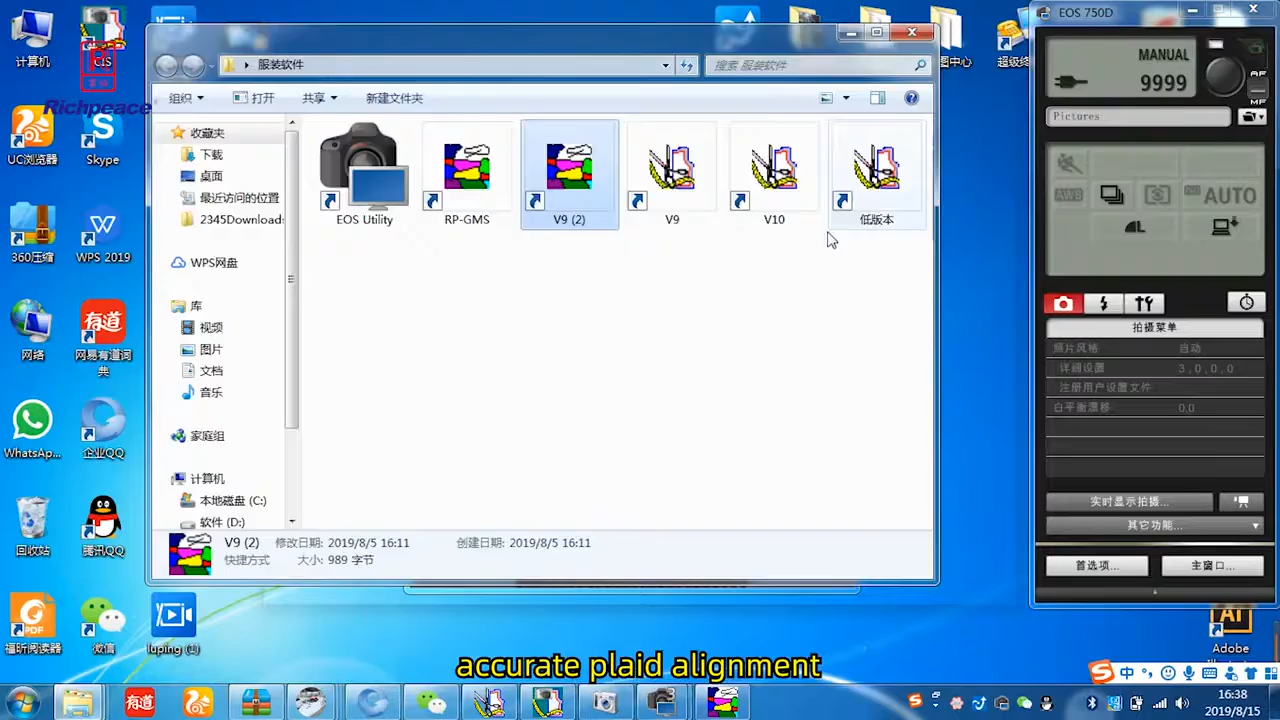 计算机
CIS
Richpeace
UC浏览器
Skype
360压缩
WPS 2019
网络
网易有道词典
WhatsAp...
企业QQ
回收站
腾讯QQ
福昕阅读器
微信
luping (1)
服装软件
搜索 服装软件
组织
打开
共享
新建文件夹
收藏夹
下载
桌面
最近访问的位置
2345Downloads
WPS网盘
库
视频
图片
文档
音乐
家庭组
计算机
本地磁盘 (C:)
软件 (D:)
EOS Utility
RP-GMS
V9 (2)
V9
V10
低版本
V9 (2) 修改日期: 2019/8/5 16:11 创建日期: 2019/8/5 16:11
快捷方式 大小: 989 字节
图中心
超级终
EOS 750D
MANUAL
9999
AF
MF
Pictures
AWB
AUTO
拍摄菜单
照片风格 自动
详细设置 3,0,0,0
注册用户设置文件
白平衡漂移 0,0
实时显示拍摄...
其它功能...
首选项... 主窗口...
Adobe
accurate plaid alignment
中
有道
16:38
2019/8/15